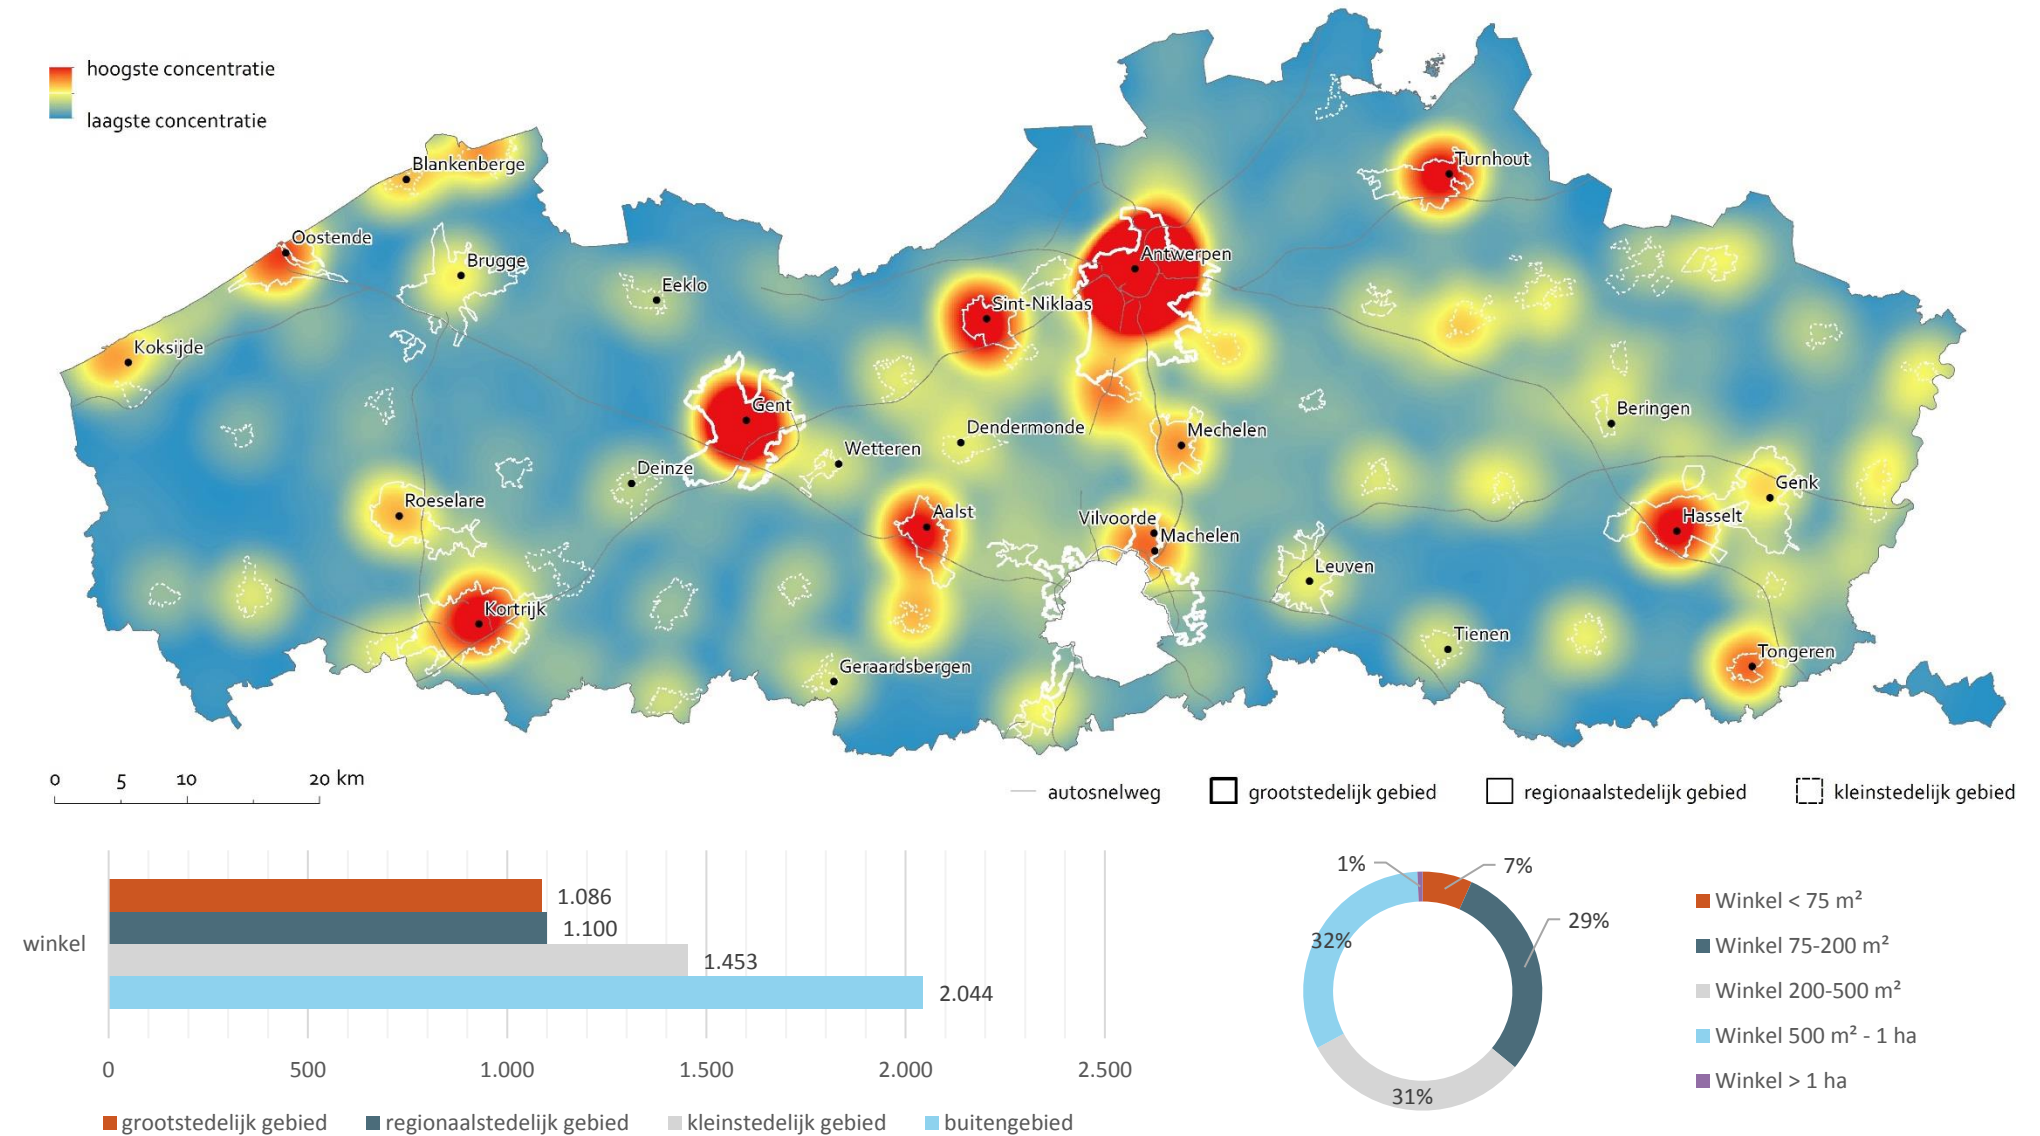 hoogste concentratie
laagste concentratie
Blankenberge
Turnhout
Oostende
Brugge
Antwerpen
Eeklo
Sint-Niklaas
Koksijde
Gent
Beringen
Dendermonde
Mechelen
Wetteren
Deinze
Genk
Roeselare
Aalst
Hasselt
Vilvoorde
Machelen
Leuven
Kortrijk
Tienen
Tongeren
Geraardsbergen
0 5 10 20 km
autosnelweg grootstedelijk gebied regionaalstedelijk gebied kleinstedelijk gebied
winkel
1.086
1.100
1.453
2.044
0 500 1.000 1.500 2.000 2.500
grootstedelijk gebied regionaalstedelijk gebied kleinstedelijk gebied buitengebied
1%
7%
29%
32%
31%
Winkel < 75 m²
Winkel 75-200 m²
Winkel 200-500 m²
Winkel 500 m² - 1 ha
Winkel > 1 ha